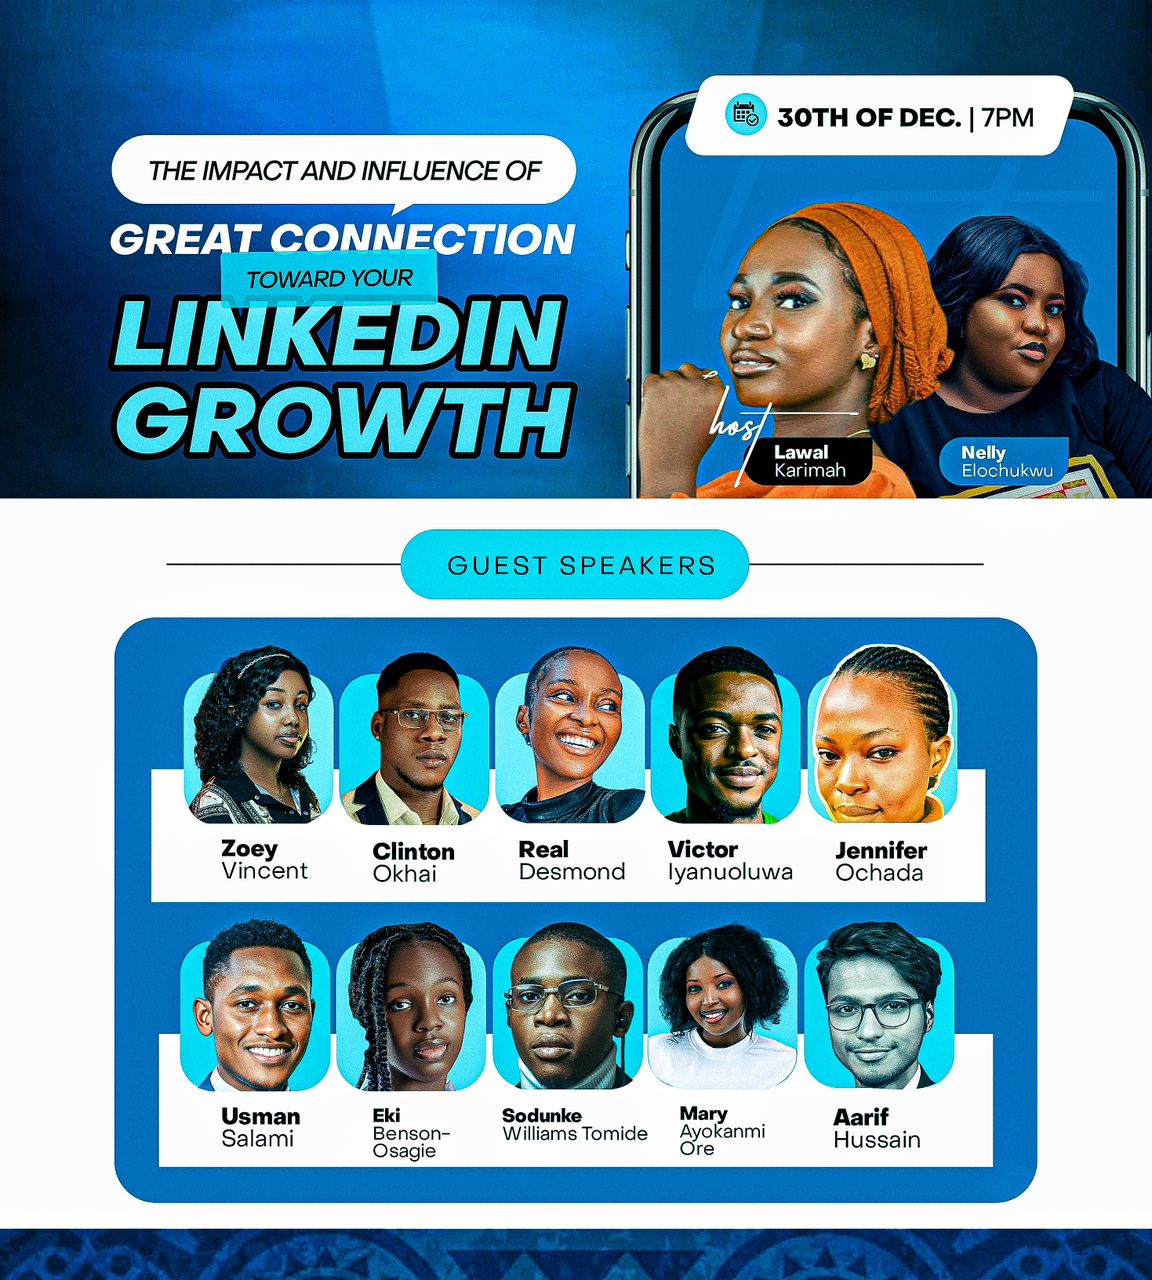 30TH OF DEC. | 7PM
THE IMPACT AND INFLUENCE OF
GREAT CONNECTION
TOWARD YOUR
LINKEDIN
GROWTH
host
Lawal
Karimah
Nelly
Elochukwu
GUEST SPEAKERS
Zoey
Vincent
Clinton
Okhai
Real
Desmond
Victor
Iyanuoluwa
Jennifer
Ochada
Usman
Salami
Eki
Benson-
Osagie
Sodunke
Williams Tomide
Mary
Ayokanmi
Ore
Aarif
Hussain